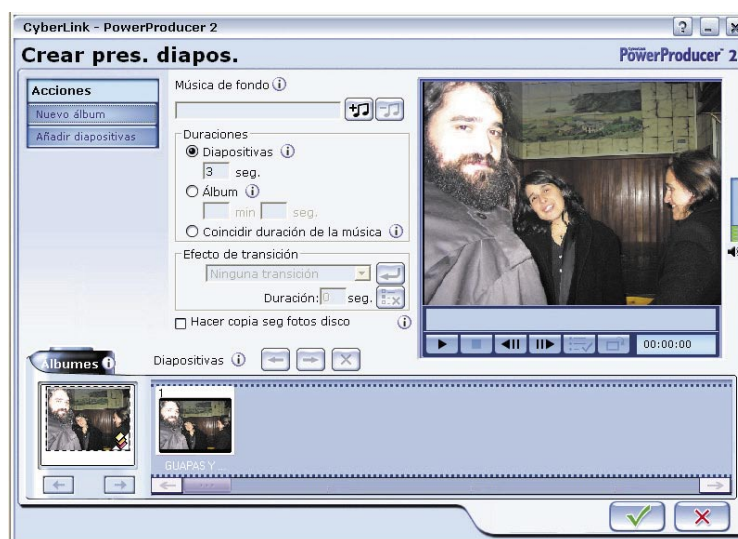 CyberLink - PowerProducer 2
Crear pres. diapos.
PowerProducer 2
Acciones
Nuevo álbum
Añadir diapositivas
Música de fondo
Duraciones
Diapositivas
3 seg.
Álbum
min seg.
Coincidir duración de la música
Efecto de transición
Ninguna transición
Duración: 0 seg.
Hacer copia seg fotos disco
00:00:00
Álbumes
Diapositivas
1
GUAPAS Y ...